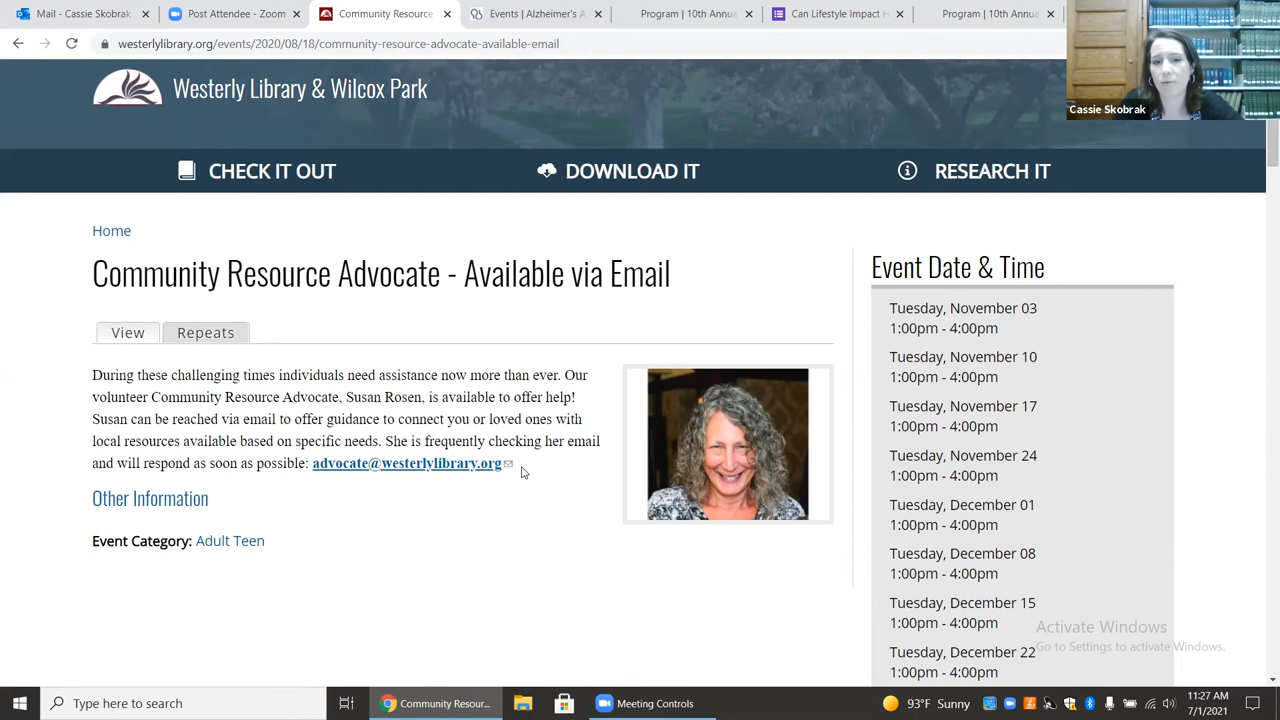 Mail - Cassie Skobrak
Post Attendee - Zoom
Community Resource
Events | Alzheimer's A
Program | 10th Annu
Can Lifestyle Impact H
Program | 10th Annu
westerlylibrary.org/events/2020/08/18/community-resource-advocate-available-email
Cassie Skobrak
Westerly Library & Wilcox Park
CHECK IT OUT
DOWNLOAD IT
RESEARCH IT
Home
Community Resource Advocate - Available via Email
View
Repeats
During these challenging times individuals need assistance now more than ever. Our
volunteer Community Resource Advocate, Susan Rosen, is available to offer help!
Susan can be reached via email to offer guidance to connect you or loved ones with
local resources available based on specific needs. She is frequently checking her email
and will respond as soon as possible: advocate@westerlylibrary.org
Other Information
Event Category: Adult Teen
Event Date & Time
Tuesday, November 03
1:00pm - 4:00pm
Tuesday, November 10
1:00pm - 4:00pm
Tuesday, November 17
1:00pm - 4:00pm
Tuesday, November 24
1:00pm - 4:00pm
Tuesday, December 01
1:00pm - 4:00pm
Tuesday, December 08
1:00pm - 4:00pm
Tuesday, December 15
1:00pm - 4:00pm
Tuesday, December 22
1:00pm - 4:00pm
Activate Windows
Go to Settings to activate Windows.
Type here to search
Community Resour...
Meeting Controls
93°F Sunny
11:27 AM
7/1/2021